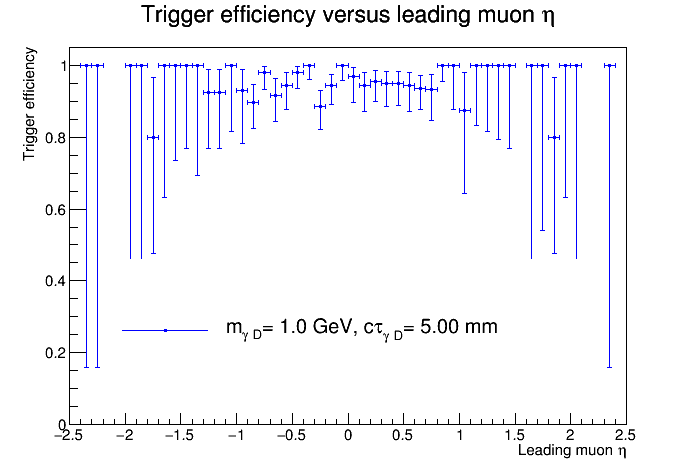 Trigger efficiency versus leading muon η
Trigger efficiency
1
0.8
0.6
0.4
0.2
0
m_γ D= 1.0 GeV, cτ_γ D= 5.00 mm
−2.5 −2 −1.5 −1 −0.5 0 0.5 1 1.5 2 2.5
Leading muon η